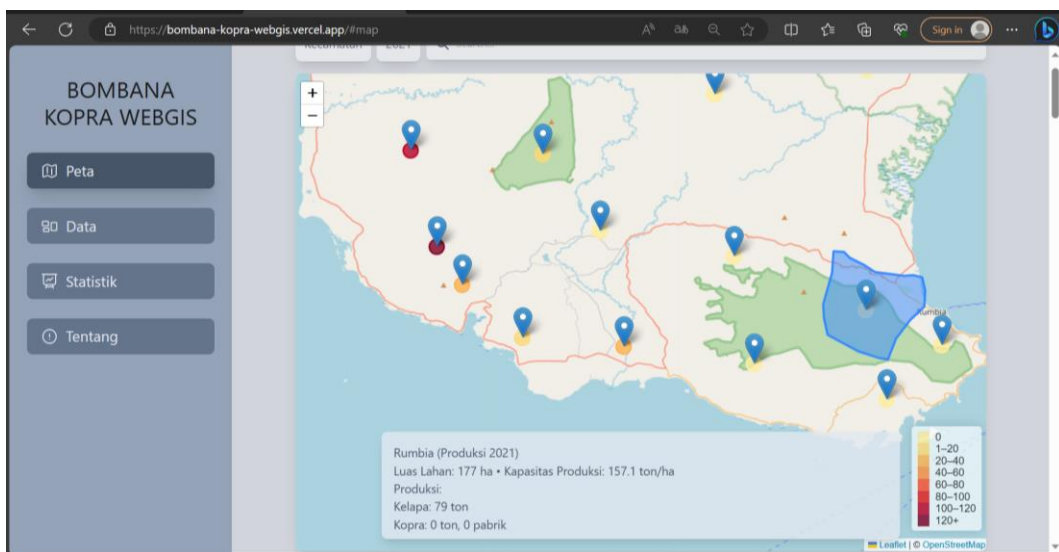 https://bombana-kopra-webgis.vercel.app/#map
Sign in
BOMBANA
KOPRA WEBGIS
Peta
Data
Statistik
Tentang
Kecamatan
2021
+
−
Rumbia
Rumbia (Produksi 2021)
Luas Lahan: 177 ha • Kapasitas Produksi: 157.1 ton/ha
Produksi:
Kelapa: 79 ton
Kopra: 0 ton, 0 pabrik
0
1–20
20–40
40–60
60–80
80–100
100–120
120+
Leaflet | © OpenStreetMap